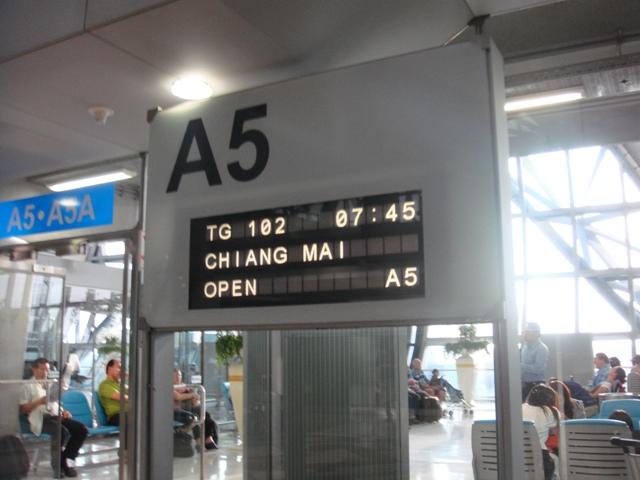 A5
A5•A5A
TG 102 07:45
CHIANG MAI
OPEN A5